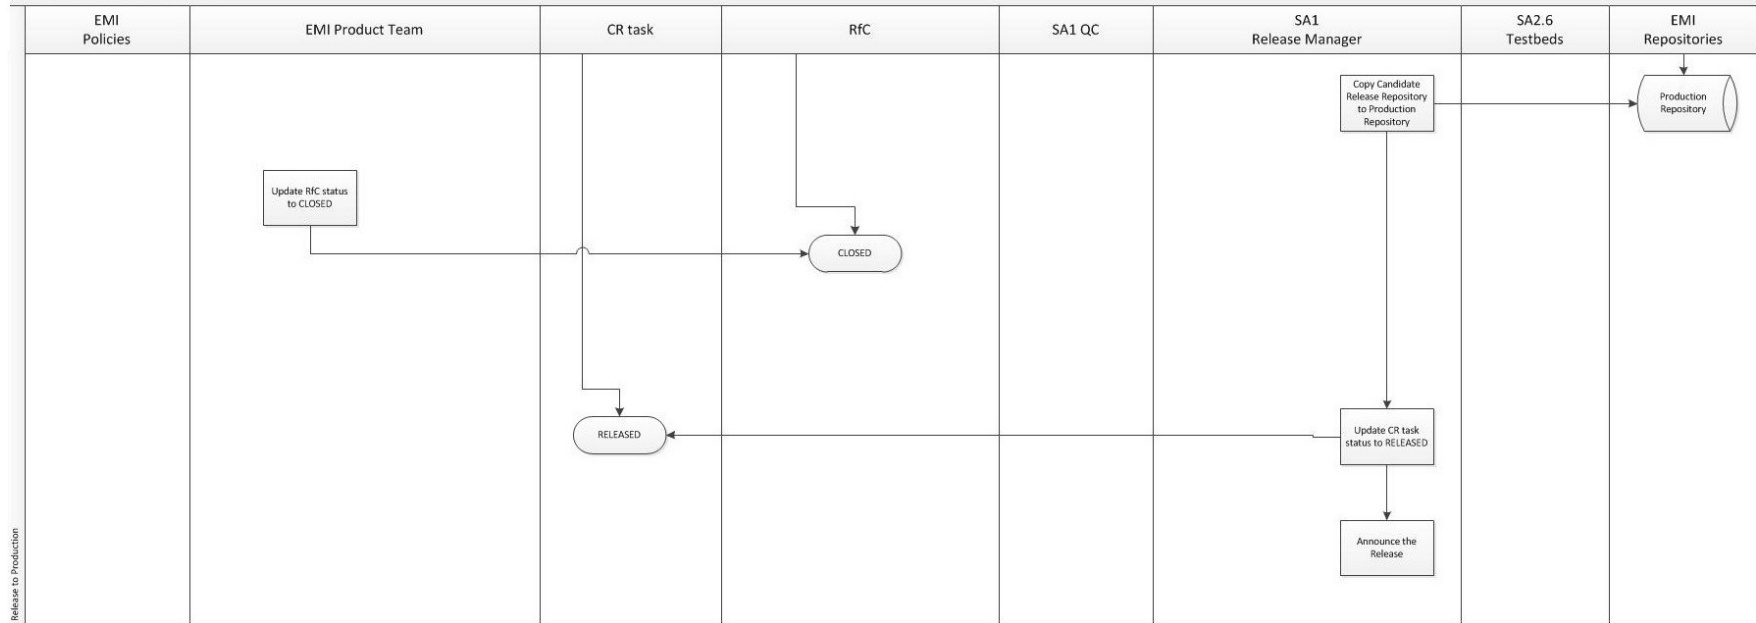 EMI
Policies
EMI Product Team
CR task
RfC
SA1 QC
SA1
Release Manager
SA2.6
Testbeds
EMI
Repositories
Copy Candidate
Release Repository
to Production
Repository
Production
Repository
Update RfC status
to CLOSED
CLOSED
RELEASED
Update CR task
status to RELEASED
Announce the
Release
Release to Production